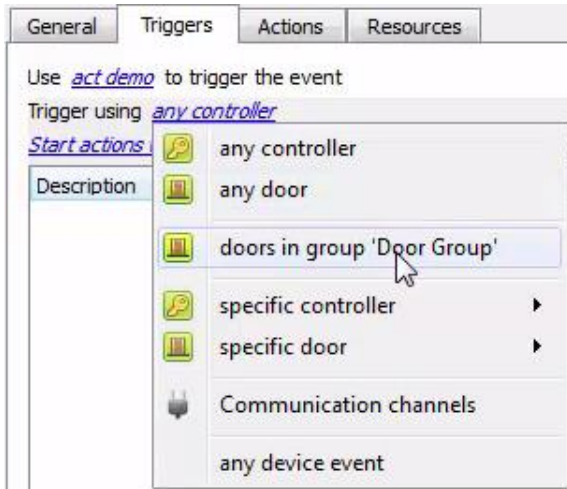 General Triggers Actions Resources
Use act demo to trigger the event
Trigger using any controller
Start actions
Description
any controller
any door
doors in group 'Door Group'
specific controller
specific door
Communication channels
any device event